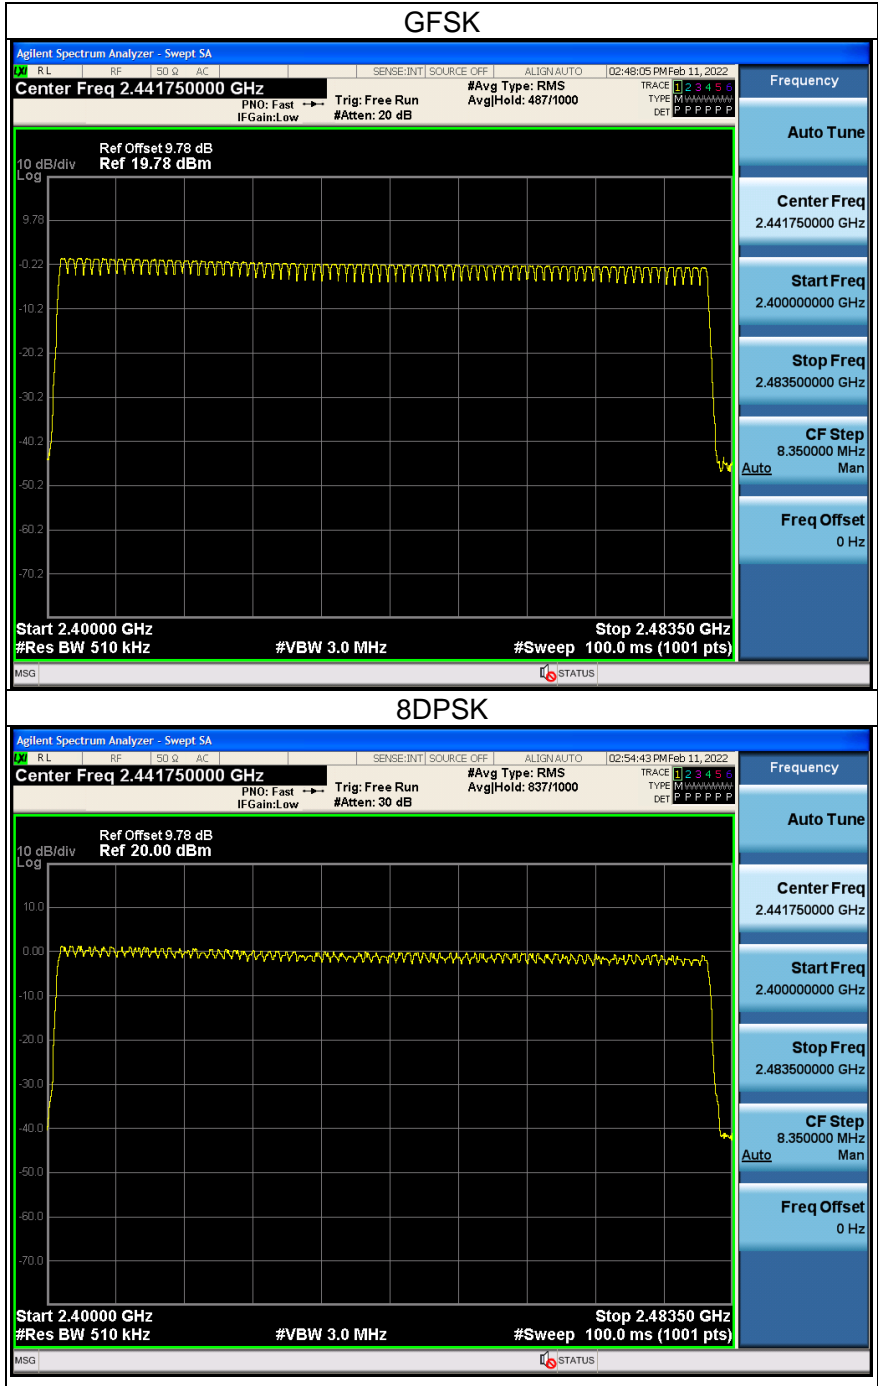 GFSK
Agilent Spectrum Analyzer - Swept SA
LXI RL RF 50 Ω AC SENSE:INT SOURCE OFF ALIGN AUTO 02:48:05 PM Feb 11, 2022
Center Freq 2.441750000 GHz
#Avg Type: RMS
TRACE 1 2 3 4 5 6
PNO: Fast
Trig: Free Run
Avg|Hold: 487/1000
TYPE M WWWWW
IFGain:Low
#Atten: 20 dB
DET P P P P P P
Frequency
Auto Tune
Ref Offset 9.78 dB
10 dB/div Ref 19.78 dBm
Log
9.78
-0.22
-10.2
-20.2
-30.2
-40.2
-50.2
-60.2
-70.2
Center Freq
2.441750000 GHz
Start Freq
2.400000000 GHz
Stop Freq
2.483500000 GHz
CF Step
8.350000 MHz
Auto Man
Freq Offset
0 Hz
Start 2.40000 GHz Stop 2.48350 GHz
#Res BW 510 kHz #VBW 3.0 MHz #Sweep 100.0 ms (1001 pts)
MSG STATUS
8DPSK
Agilent Spectrum Analyzer - Swept SA
LXI RL RF 50 Ω AC SENSE:INT SOURCE OFF ALIGN AUTO 02:54:43 PM Feb 11, 2022
Center Freq 2.441750000 GHz
#Avg Type: RMS
TRACE 1 2 3 4 5 6
PNO: Fast
Trig: Free Run
Avg|Hold: 837/1000
TYPE M WWWWW
IFGain:Low
#Atten: 30 dB
DET P P P P P P
Frequency
Auto Tune
Ref Offset 9.78 dB
10 dB/div Ref 20.00 dBm
Log
10.0
0.00
-10.0
-20.0
-30.0
-40.0
-50.0
-60.0
-70.0
Center Freq
2.441750000 GHz
Start Freq
2.400000000 GHz
Stop Freq
2.483500000 GHz
CF Step
8.350000 MHz
Auto Man
Freq Offset
0 Hz
Start 2.40000 GHz Stop 2.48350 GHz
#Res BW 510 kHz #VBW 3.0 MHz #Sweep 100.0 ms (1001 pts)
MSG STATUS